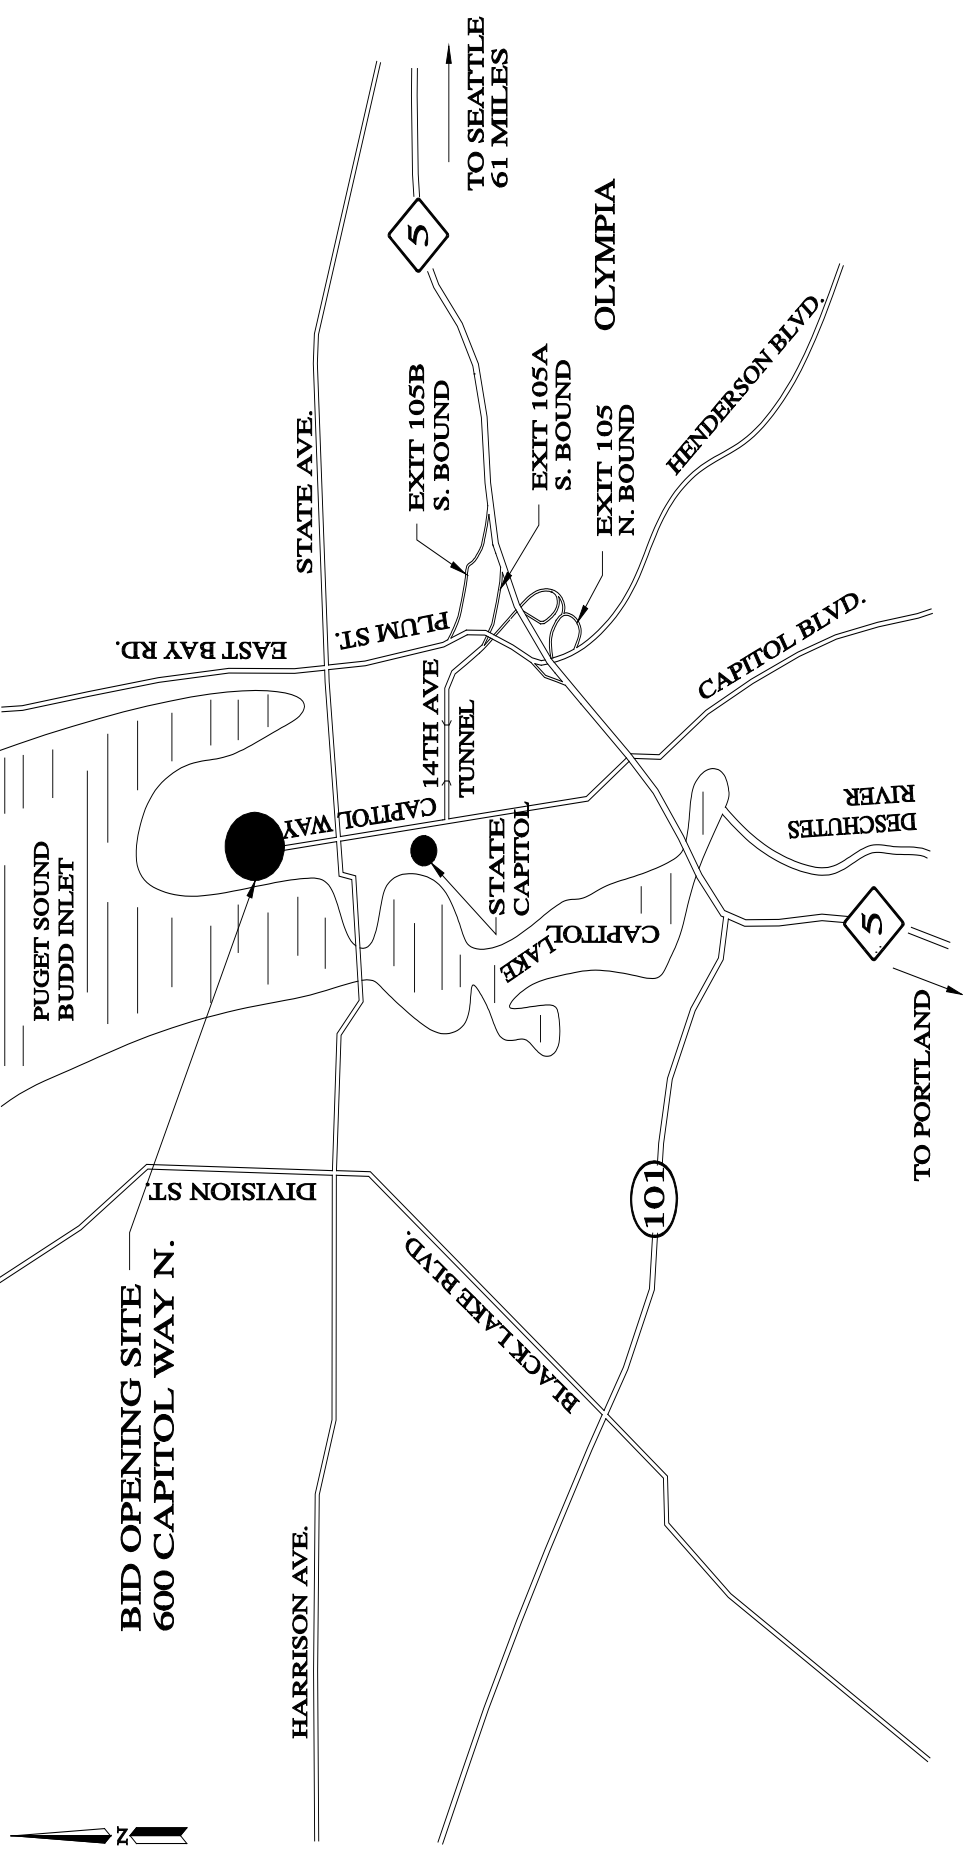 PUGET SOUND
BUDD INLET
BID OPENING SITE
600 CAPITOL WAY N.
EAST BAY RD.
STATE AVE.
PLUM ST.
CAPITOL WAY
14TH AVE
TUNNEL
STATE
CAPITOL
EXIT 105B
S. BOUND
EXIT 105A
S. BOUND
EXIT 105
N. BOUND
5
TO SEATTLE
61 MILES
OLYMPIA
HENDERSON BLVD.
CAPITOL BLVD.
CAPITOL
LAKE
DESCHUTES
RIVER
5
TO PORTLAND
DIVISION ST.
HARRISON AVE.
BLACK LAKE BLVD.
101
N